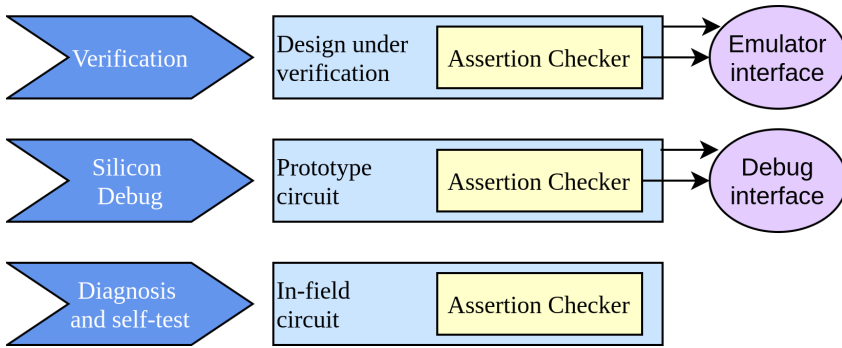 Verification
Design under
verification
Assertion Checker
Emulator
interface
Silicon
Debug
Prototype
circuit
Assertion Checker
Debug
interface
Diagnosis
and self-test
In-field
circuit
Assertion Checker